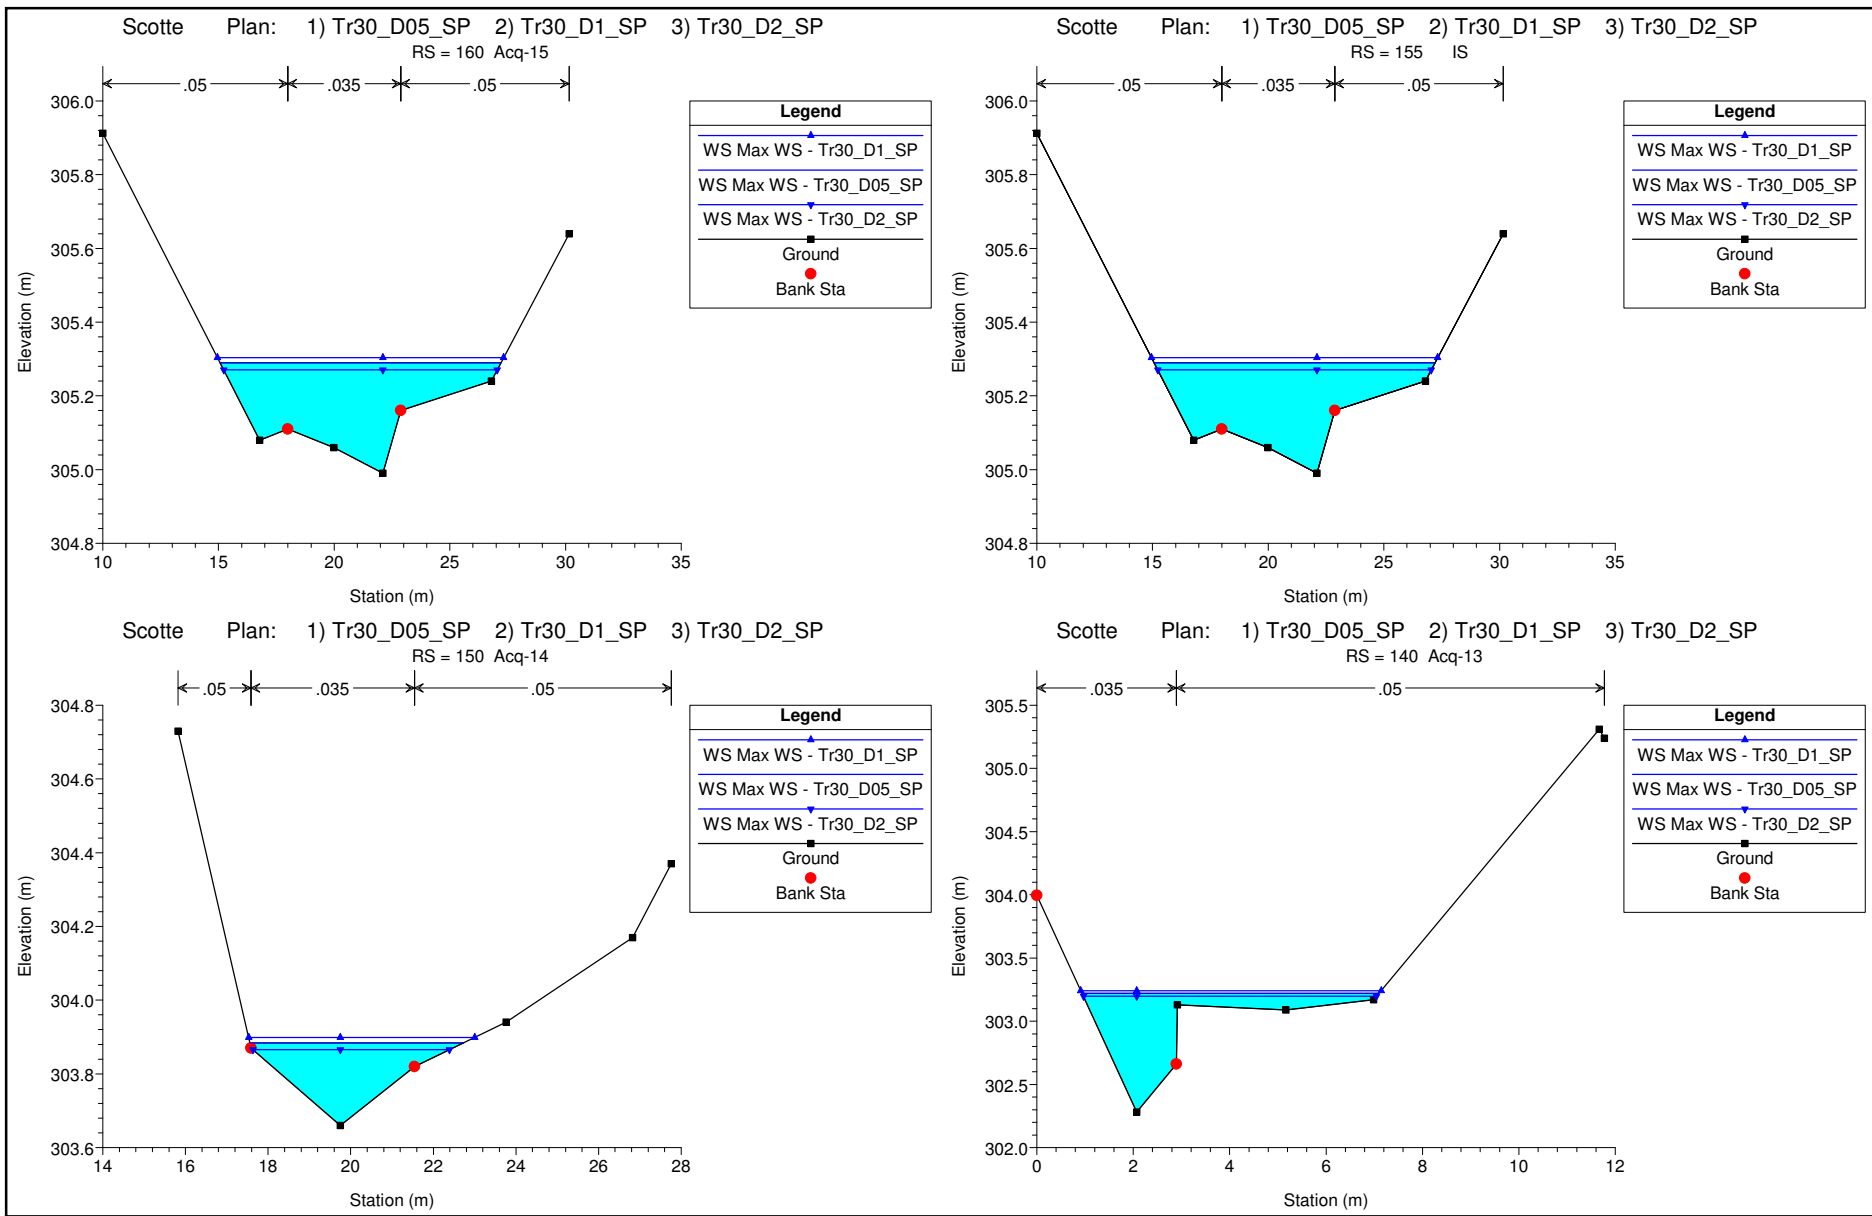 Scotte Plan: 1) Tr30_D05_SP 2) Tr30_D1_SP 3) Tr30_D2_SP
RS = 160 Acq-15
.05 .035 .05
306.0
305.8
305.6
305.4
305.2
305.0
304.8
10 15 20 25 30 35
Station (m)
Elevation (m)
Legend
WS Max WS - Tr30_D1_SP
WS Max WS - Tr30_D05_SP
WS Max WS - Tr30_D2_SP
Ground
Bank Sta
Scotte Plan: 1) Tr30_D05_SP 2) Tr30_D1_SP 3) Tr30_D2_SP
RS = 155 IS
.05 .035 .05
306.0
305.8
305.6
305.4
305.2
305.0
304.8
10 15 20 25 30 35
Station (m)
Elevation (m)
Legend
WS Max WS - Tr30_D1_SP
WS Max WS - Tr30_D05_SP
WS Max WS - Tr30_D2_SP
Ground
Bank Sta
Scotte Plan: 1) Tr30_D05_SP 2) Tr30_D1_SP 3) Tr30_D2_SP
RS = 150 Acq-14
.05 .035 .05
304.8
304.6
304.4
304.2
304.0
303.8
303.6
14 16 18 20 22 24 26 28
Station (m)
Elevation (m)
Legend
WS Max WS - Tr30_D1_SP
WS Max WS - Tr30_D05_SP
WS Max WS - Tr30_D2_SP
Ground
Bank Sta
Scotte Plan: 1) Tr30_D05_SP 2) Tr30_D1_SP 3) Tr30_D2_SP
RS = 140 Acq-13
.035 .05
305.5
305.0
304.5
304.0
303.5
303.0
302.5
302.0
0 2 4 6 8 10 12
Station (m)
Elevation (m)
Legend
WS Max WS - Tr30_D1_SP
WS Max WS - Tr30_D05_SP
WS Max WS - Tr30_D2_SP
Ground
Bank Sta